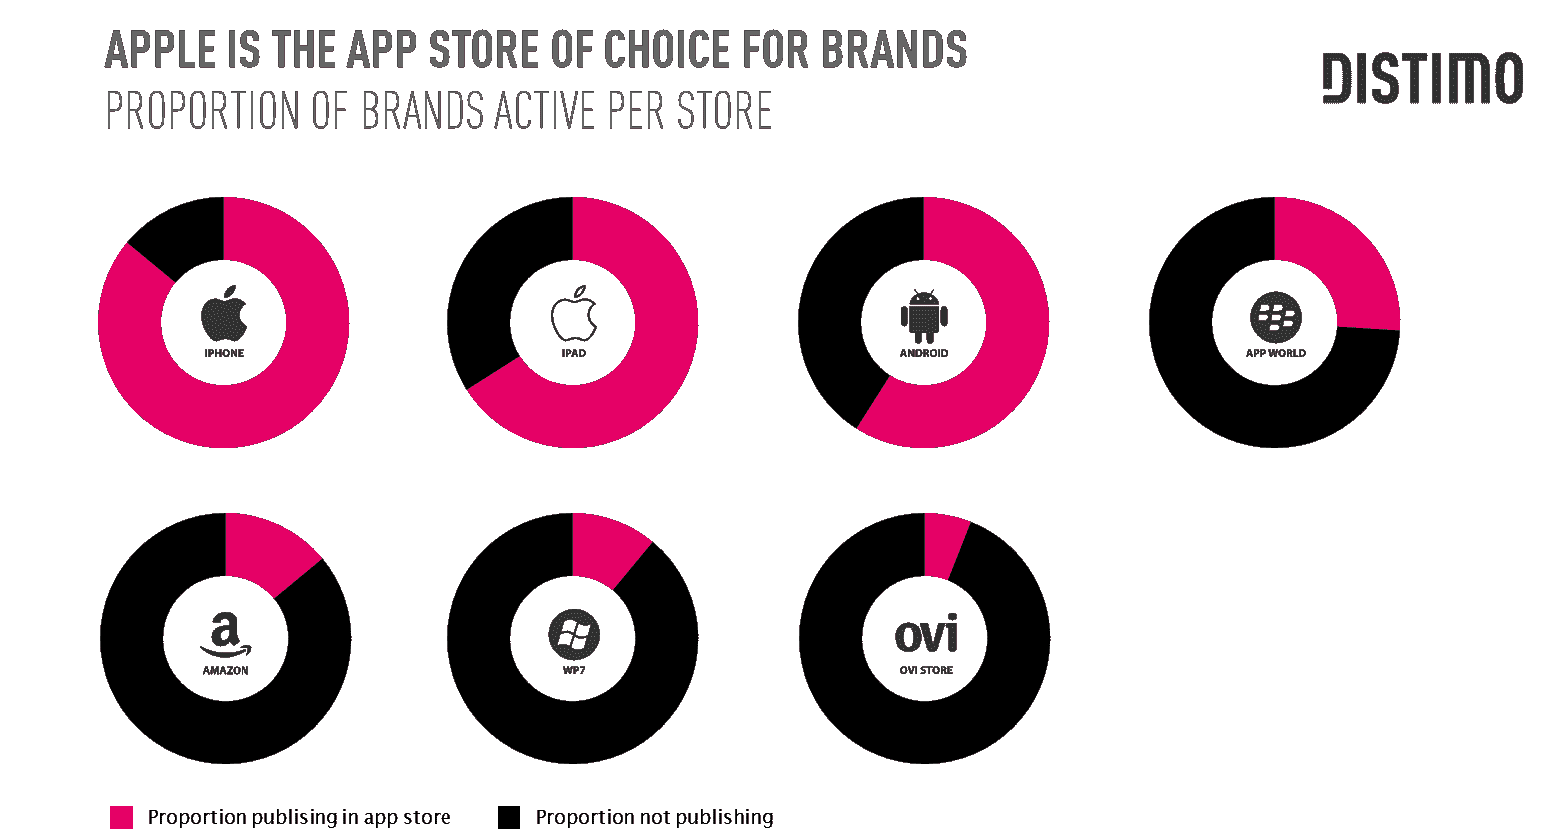 APPLE IS THE APP STORE OF CHOICE FOR BRANDS
PROPORTION OF BRANDS ACTIVE PER STORE
DISTIMO
IPHONE
IPAD
ANDROID
APP WORLD
a
AMAZON
WP7
ovi
OVI STORE
Proportion publising in app store
Proportion not publishing